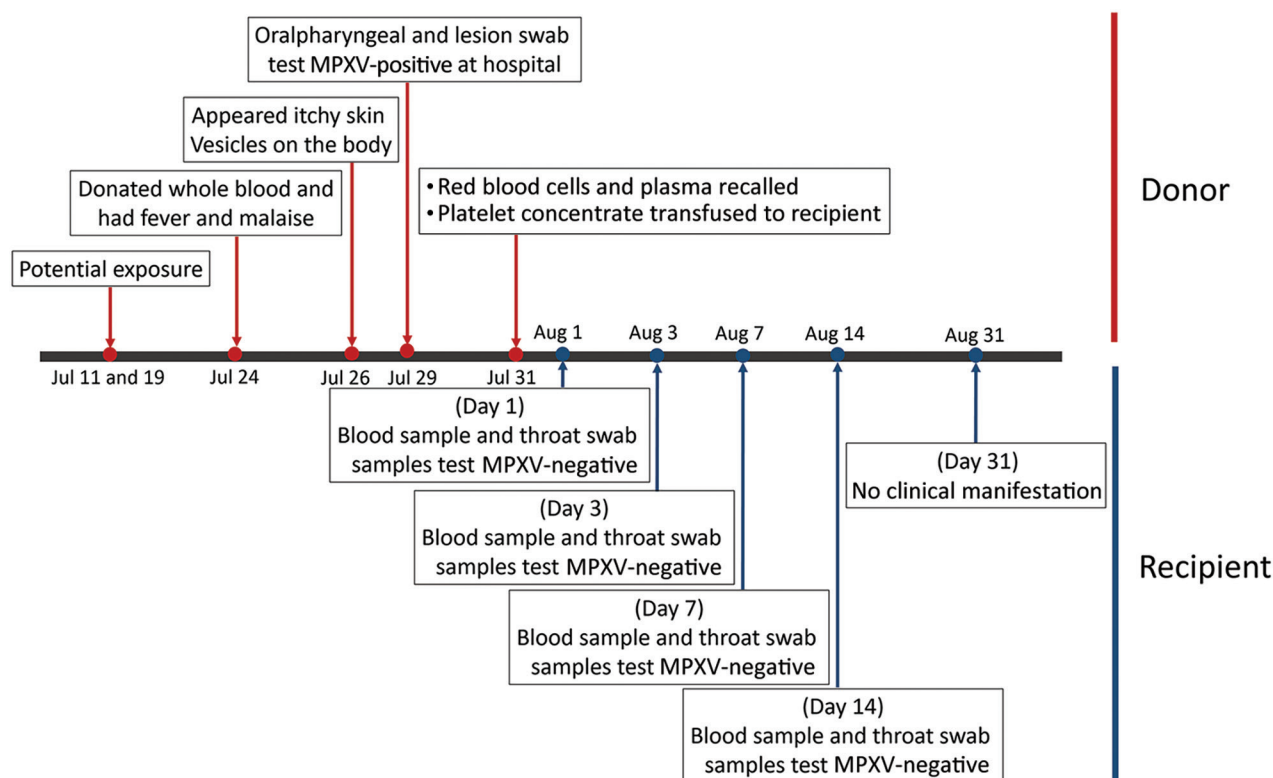 Oralpharyngeal and lesion swab
test MPXV-positive at hospital
Appeared itchy skin
Vesicles on the body
Donated whole blood and
had fever and malaise
• Red blood cells and plasma recalled
• Platelet concentrate transfused to recipient
Potential exposure
Donor
Aug 1
Aug 3
Aug 7
Aug 14
Aug 31
Jul 11 and 19
Jul 24
Jul 26
Jul 29
Jul 31
(Day 1)
Blood sample and throat swab
samples test MPXV-negative
(Day 31)
No clinical manifestation
(Day 3)
Blood sample and throat swab
samples test MPXV-negative
Recipient
(Day 7)
Blood sample and throat swab
samples test MPXV-negative
(Day 14)
Blood sample and throat swab
samples test MPXV-negative